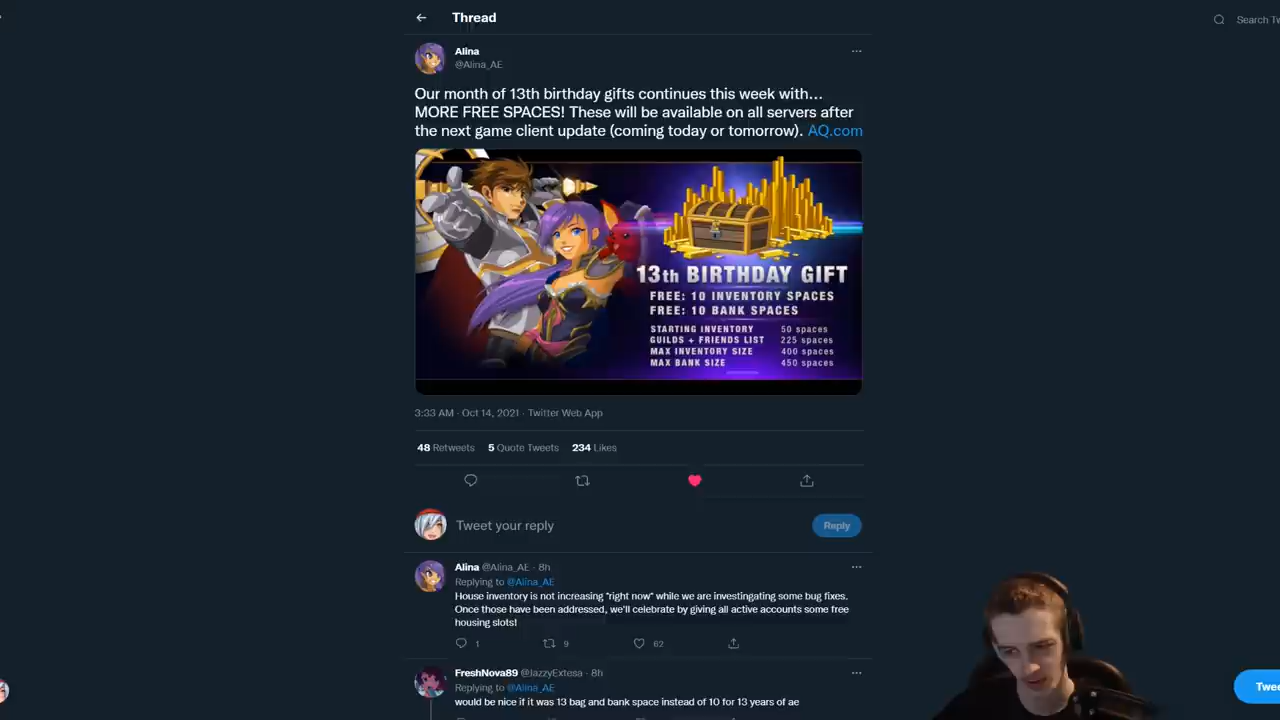 Thread
Search Tw
Alina
@Alina_AE
Our month of 13th birthday gifts continues this week with…
MORE FREE SPACES! These will be available on all servers after
the next game client update (coming today or tomorrow). AQ.com
13th BIRTHDAY GIFT
FREE: 10 INVENTORY SPACES
FREE: 10 BANK SPACES
STARTING INVENTORY 50 spaces
GUILDS + FRIENDS LIST 225 spaces
MAX INVENTORY SIZE 400 spaces
MAX BANK SIZE 450 spaces
3:33 AM · Oct 14, 2021 · Twitter Web App
48 Retweets 5 Quote Tweets 234 Likes
Tweet your reply
Reply
Alina @Alina_AE · 8h
Replying to @Alina_AE
House inventory is not increasing "right now" while we are investingating some bug fixes.
Once those have been addressed, we'll celebrate by giving all active accounts some free
housing slots!
1 9 62
FreshNova89 @JazzyExtesa · 8h
Replying to @Alina_AE
would be nice if it was 13 bag and bank space instead of 10 for 13 years of ae
Twee